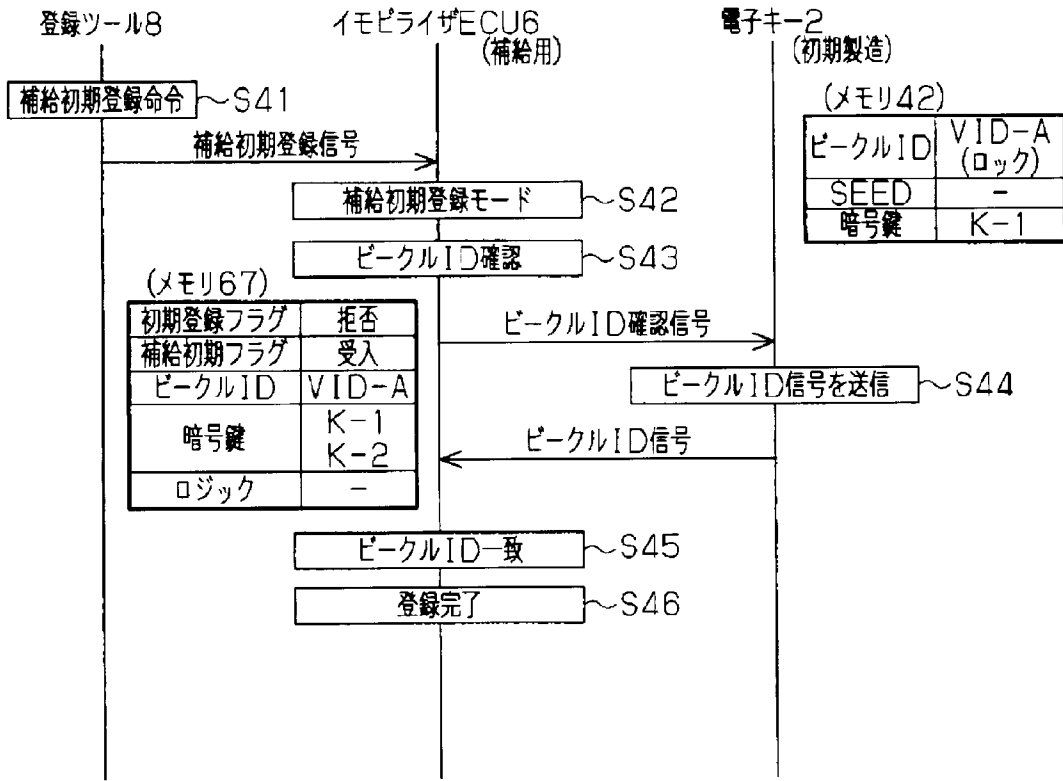 登録ツール8
イモビライザECU6
(補給用)
電子キー2
(初期製造)
補給初期登録命令
S41
補給初期登録信号
(メモリ42)
ビークルID
VID-A
(ロック)
SEED
-
暗号鍵
K-1
補給初期登録モード
S42
ビークルID確認
S43
(メモリ67)
初期登録フラグ
拒否
補給初期フラグ
受入
ビークルID
VID-A
暗号鍵
K-1
K-2
ロジック
-
ビークルID確認信号
ビークルID信号を送信
S44
ビークルID信号
ビークルID一致
S45
登録完了
S46